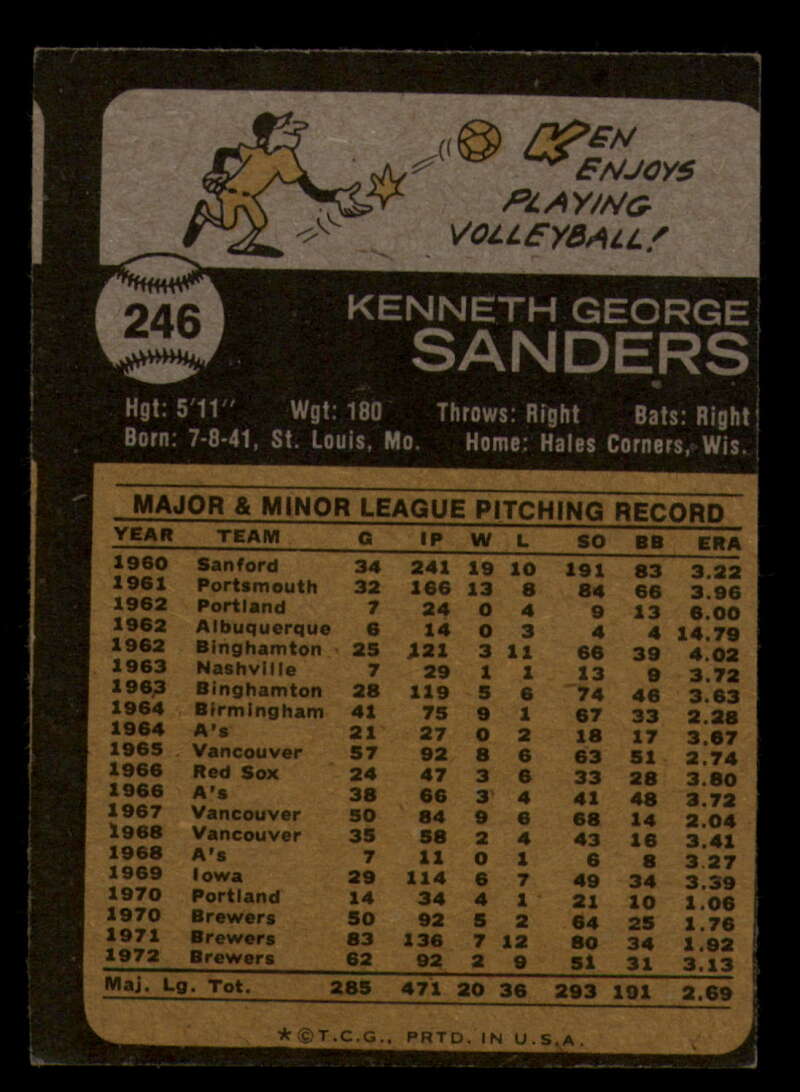 KEN
ENJOYS
PLAYING
VOLLEYBALL!
246
KENNETH GEORGE
SANDERS
Hgt: 5'11" Wgt: 180 Throws: Right Bats: Right
Born: 7-8-41, St. Louis, Mo. Home: Hales Corners, Wis.
MAJOR & MINOR LEAGUE PITCHING RECORD
YEAR TEAM G IP W L SO BB ERA
1960 Sanford 34 241 19 10 191 83 3.22
1961 Portsmouth 32 166 13 8 84 66 3.96
1962 Portland 7 24 0 4 9 13 6.00
1962 Albuquerque 6 14 0 3 4 4 14.79
1962 Binghamton 25 121 3 11 66 39 4.02
1963 Nashville 7 29 1 1 13 9 3.72
1963 Binghamton 28 119 5 6 74 46 3.63
1964 Birmingham 41 75 9 1 67 33 2.28
1964 A's 21 27 0 2 18 17 3.67
1965 Vancouver 57 92 8 6 63 51 2.74
1966 Red Sox 24 47 3 6 33 28 3.80
1966 A's 38 66 3 4 41 48 3.72
1967 Vancouver 50 84 9 6 68 14 2.04
1968 Vancouver 35 58 2 4 43 16 3.41
1968 A's 7 11 0 1 6 8 3.27
1969 Iowa 29 114 6 7 49 34 3.39
1970 Portland 14 34 4 1 21 10 1.06
1970 Brewers 50 92 5 2 64 25 1.76
1971 Brewers 83 136 7 12 80 34 1.92
1972 Brewers 62 92 2 9 51 31 3.13
Maj. Lg. Tot. 285 471 20 36 293 191 2.69
*©T.C.G., PRTD. IN U.S.A.